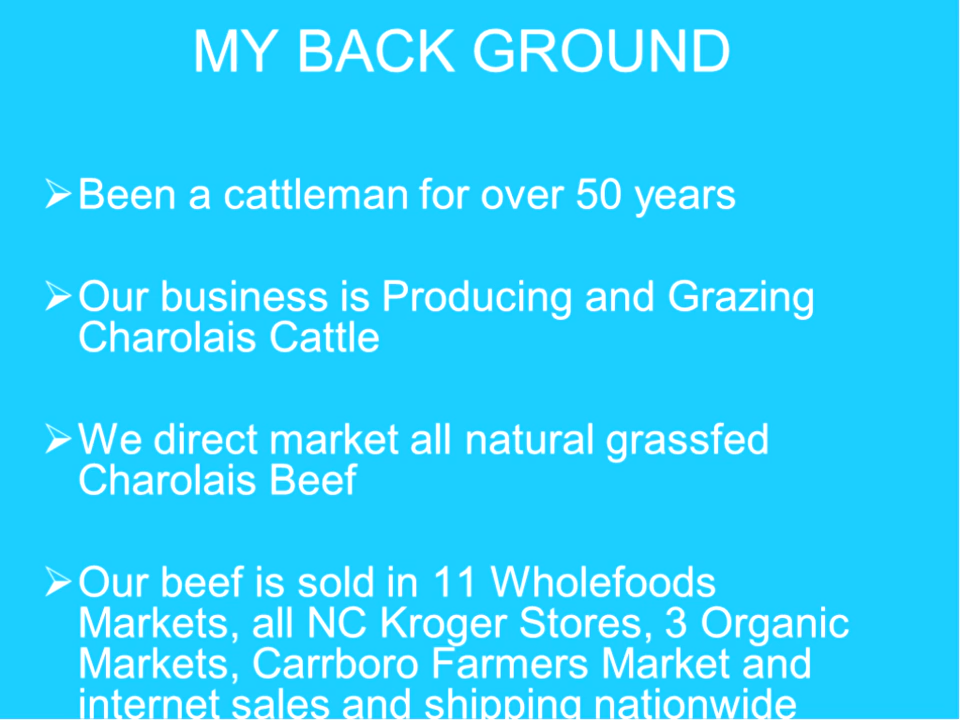 MY BACK GROUND
➢Been a cattleman for over 50 years
➢Our business is Producing and Grazing
Charolais Cattle
➢We direct market all natural grassfed
Charolais Beef
➢Our beef is sold in 11 Wholefoods
Markets, all NC Kroger Stores, 3 Organic
Markets, Carrboro Farmers Market and
internet sales and shipping nationwide